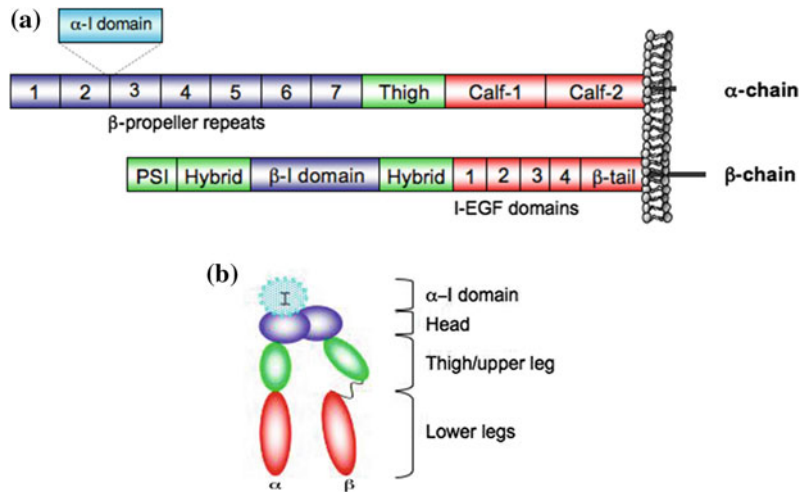 (a)
α-I domain
1 2 3 4 5 6 7 Thigh Calf-1 Calf-2 α-chain
β-propeller repeats
PSI Hybrid β-I domain Hybrid 1 2 3 4 β-tail β-chain
I-EGF domains
(b)
I
α–I domain
Head
Thigh/upper leg
Lower legs
α β